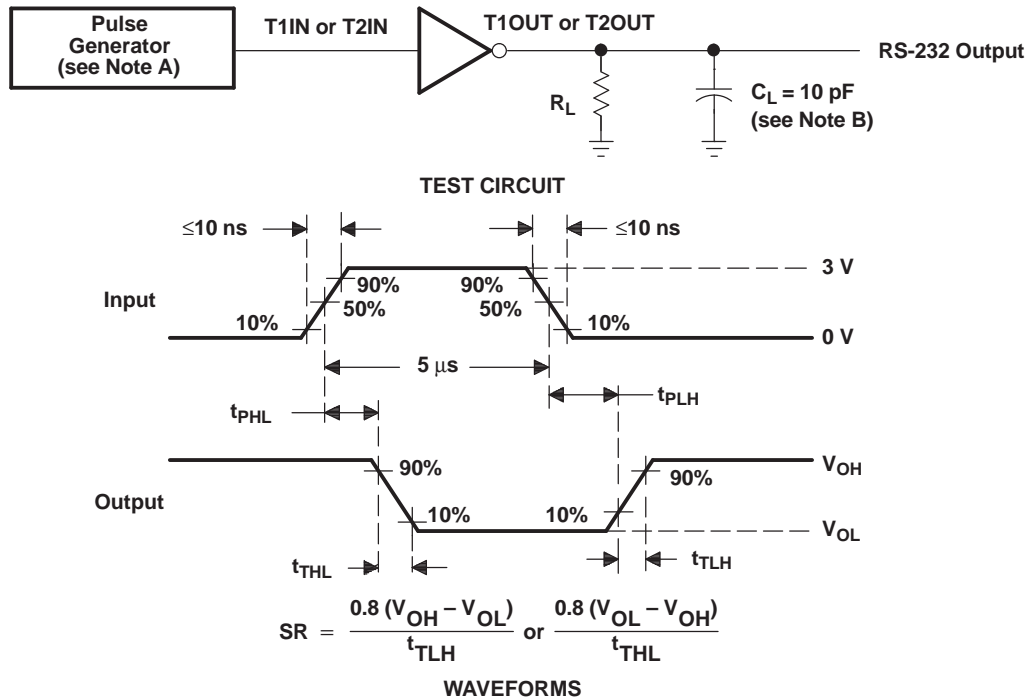 Pulse
Generator
(see Note A)
T1IN or T2IN
T1OUT or T2OUT
RS-232 Output
RL
CL = 10 pF
(see Note B)
TEST CIRCUIT
≤10 ns
≤10 ns
3 V
90%
90%
Input
50%
50%
10%
10%
0 V
5 μs
tPHL
tPLH
VOH
90%
90%
Output
10%
10%
VOL
tTHL
tTLH
SR = 0.8 (VOH – VOL) / tTLH or 0.8 (VOL – VOH) / tTHL
WAVEFORMS